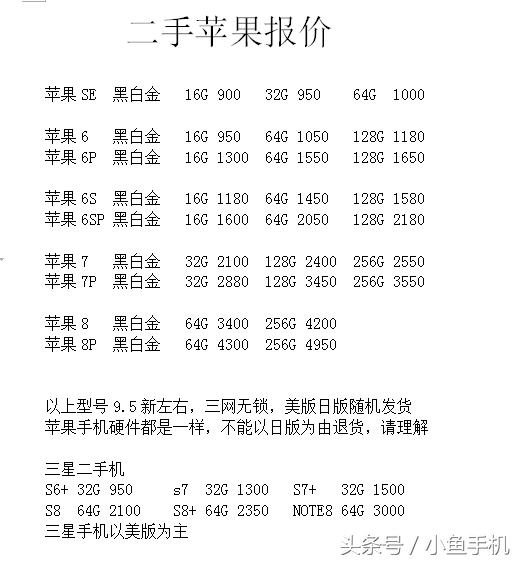 二手苹果报价
苹果 SE 黑白金 16G 900 32G 950 64G 1000
苹果 6 黑白金 16G 950 64G 1050 128G 1180
苹果 6P 黑白金 16G 1300 64G 1550 128G 1650
苹果 6S 黑白金 16G 1180 64G 1450 128G 1580
苹果 6SP 黑白金 16G 1600 64G 2050 128G 2180
苹果 7 黑白金 32G 2100 128G 2400 256G 2550
苹果 7P 黑白金 32G 2880 128G 3450 256G 3550
苹果 8 黑白金 64G 3400 256G 4200
苹果 8P 黑白金 64G 4300 256G 4950
以上型号 9.5 新左右，三网无锁，美版日版随机发货
苹果手机硬件都是一样，不能以日版为由退货，请理解
三星二手机
S6+ 32G 950 s7 32G 1300 S7+ 32G 1500
S8 64G 2100 S8+ 64G 2350 NOTE8 64G 3000
三星手机以美版为主
头条号 / 小鱼手机